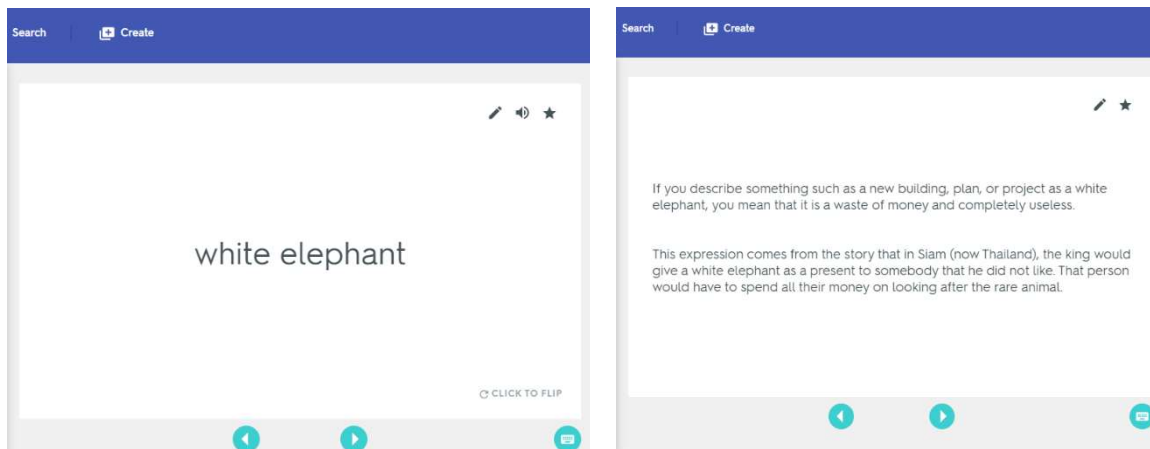 Search
Create
white elephant
CLICK TO FLIP
Search
Create
If you describe something such as a new building, plan, or project as a white
elephant, you mean that it is a waste of money and completely useless.
This expression comes from the story that in Siam (now Thailand), the king would
give a white elephant as a present to somebody that he did not like. That person
would have to spend all their money on looking after the rare animal.